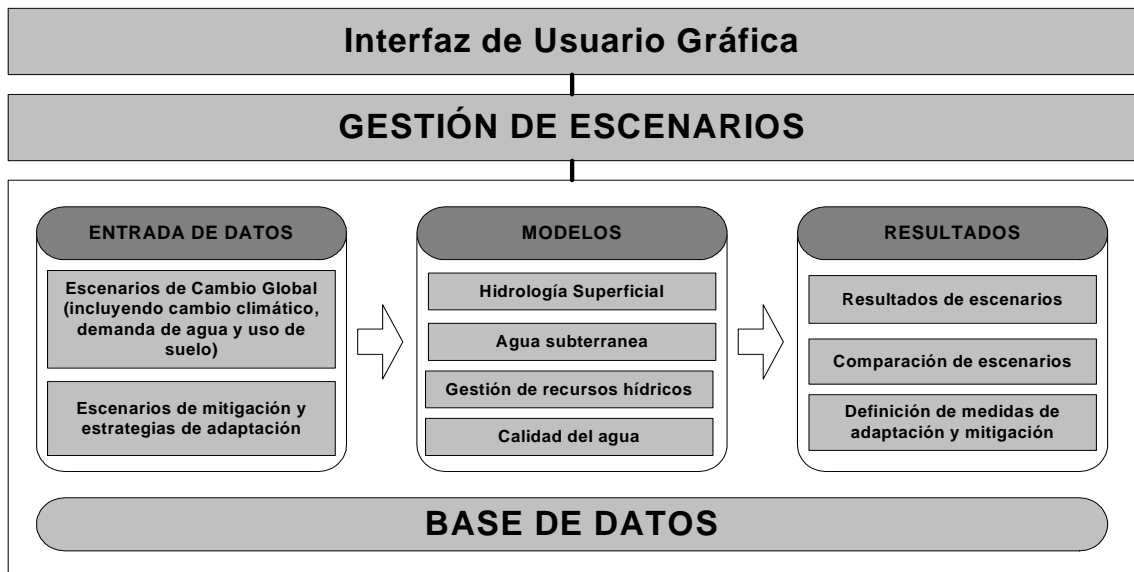 Interfaz de Usuario Gráfica
GESTIÓN DE ESCENARIOS
ENTRADA DE DATOS
Escenarios de Cambio Global
(incluyendo cambio climático,
demanda de agua y uso de
suelo)
Escenarios de mitigación y
estrategias de adaptación
MODELOS
Hidrología Superficial
Agua subterranea
Gestión de recursos hídricos
Calidad del agua
RESULTADOS
Resultados de escenarios
Comparación de escenarios
Definición de medidas de
adaptación y mitigación
BASE DE DATOS